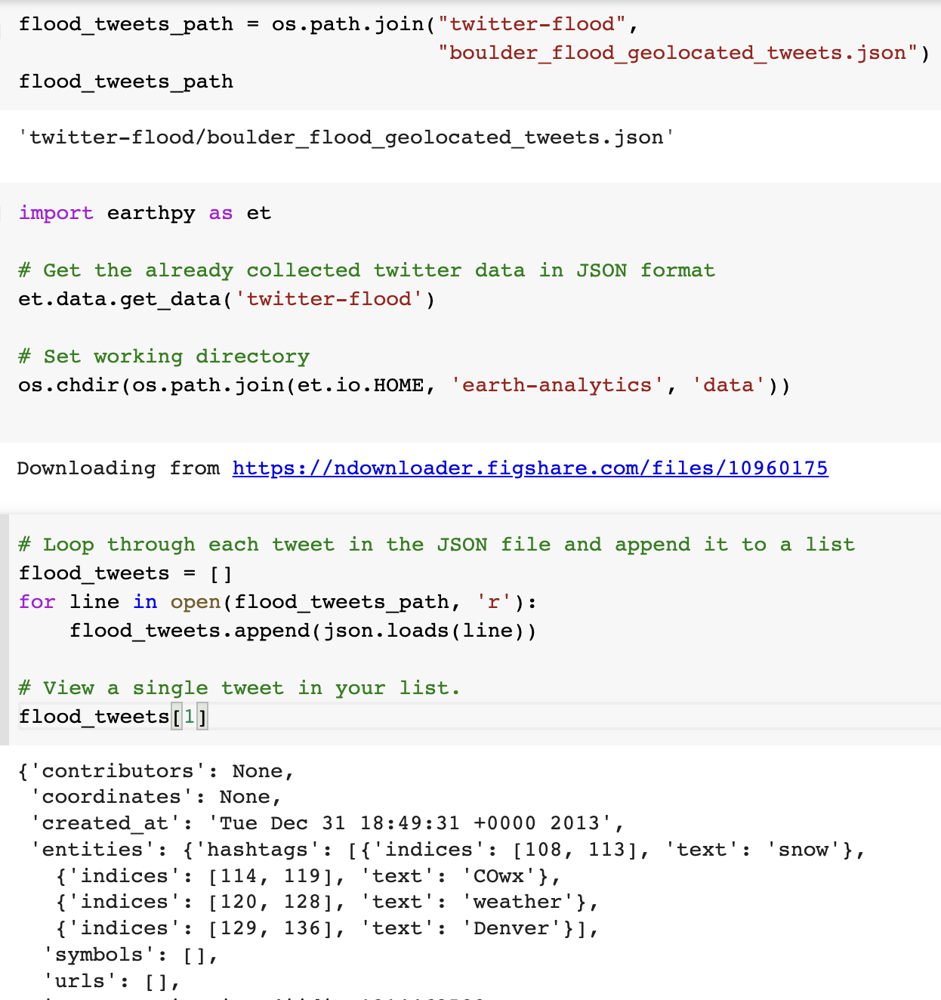 flood_tweets_path = os.path.join("twitter-flood",
"boulder_flood_geolocated_tweets.json")
flood_tweets_path
'twitter-flood/boulder_flood_geolocated_tweets.json'
import earthpy as et
# Get the already collected twitter data in JSON format
et.data.get_data('twitter-flood')
# Set working directory
os.chdir(os.path.join(et.io.HOME, 'earth-analytics', 'data'))
Downloading from https://ndownloader.figshare.com/files/10960175
# Loop through each tweet in the JSON file and append it to a list
flood_tweets = []
for line in open(flood_tweets_path, 'r'):
flood_tweets.append(json.loads(line))
# View a single tweet in your list.
flood_tweets[1]
{'contributors': None,
'coordinates': None,
'created_at': 'Tue Dec 31 18:49:31 +0000 2013',
'entities': {'hashtags': [{'indices': [108, 113], 'text': 'snow'},
{'indices': [114, 119], 'text': 'COwx'},
{'indices': [120, 128], 'text': 'weather'},
{'indices': [129, 136], 'text': 'Denver'}],
'symbols': [],
'urls': [],